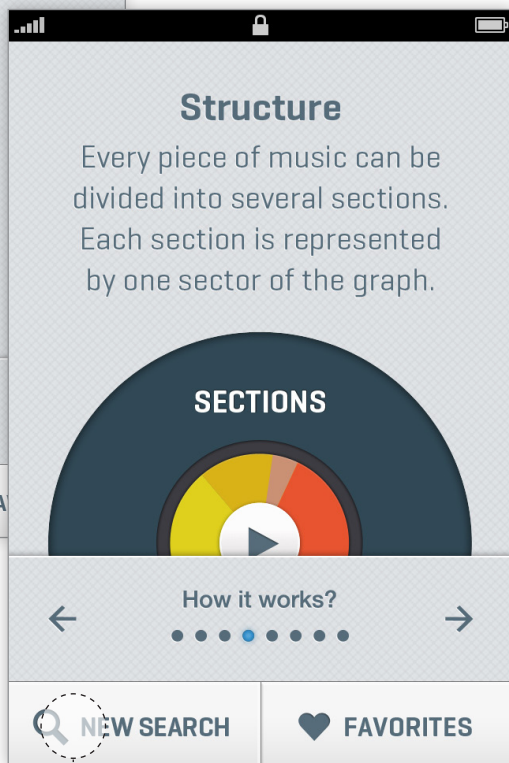 Structure
Every piece of music can be
divided into several sections.
Each section is represented
by one sector of the graph.
SECTIONS
How it works?
NEW SEARCH
FAVORITES